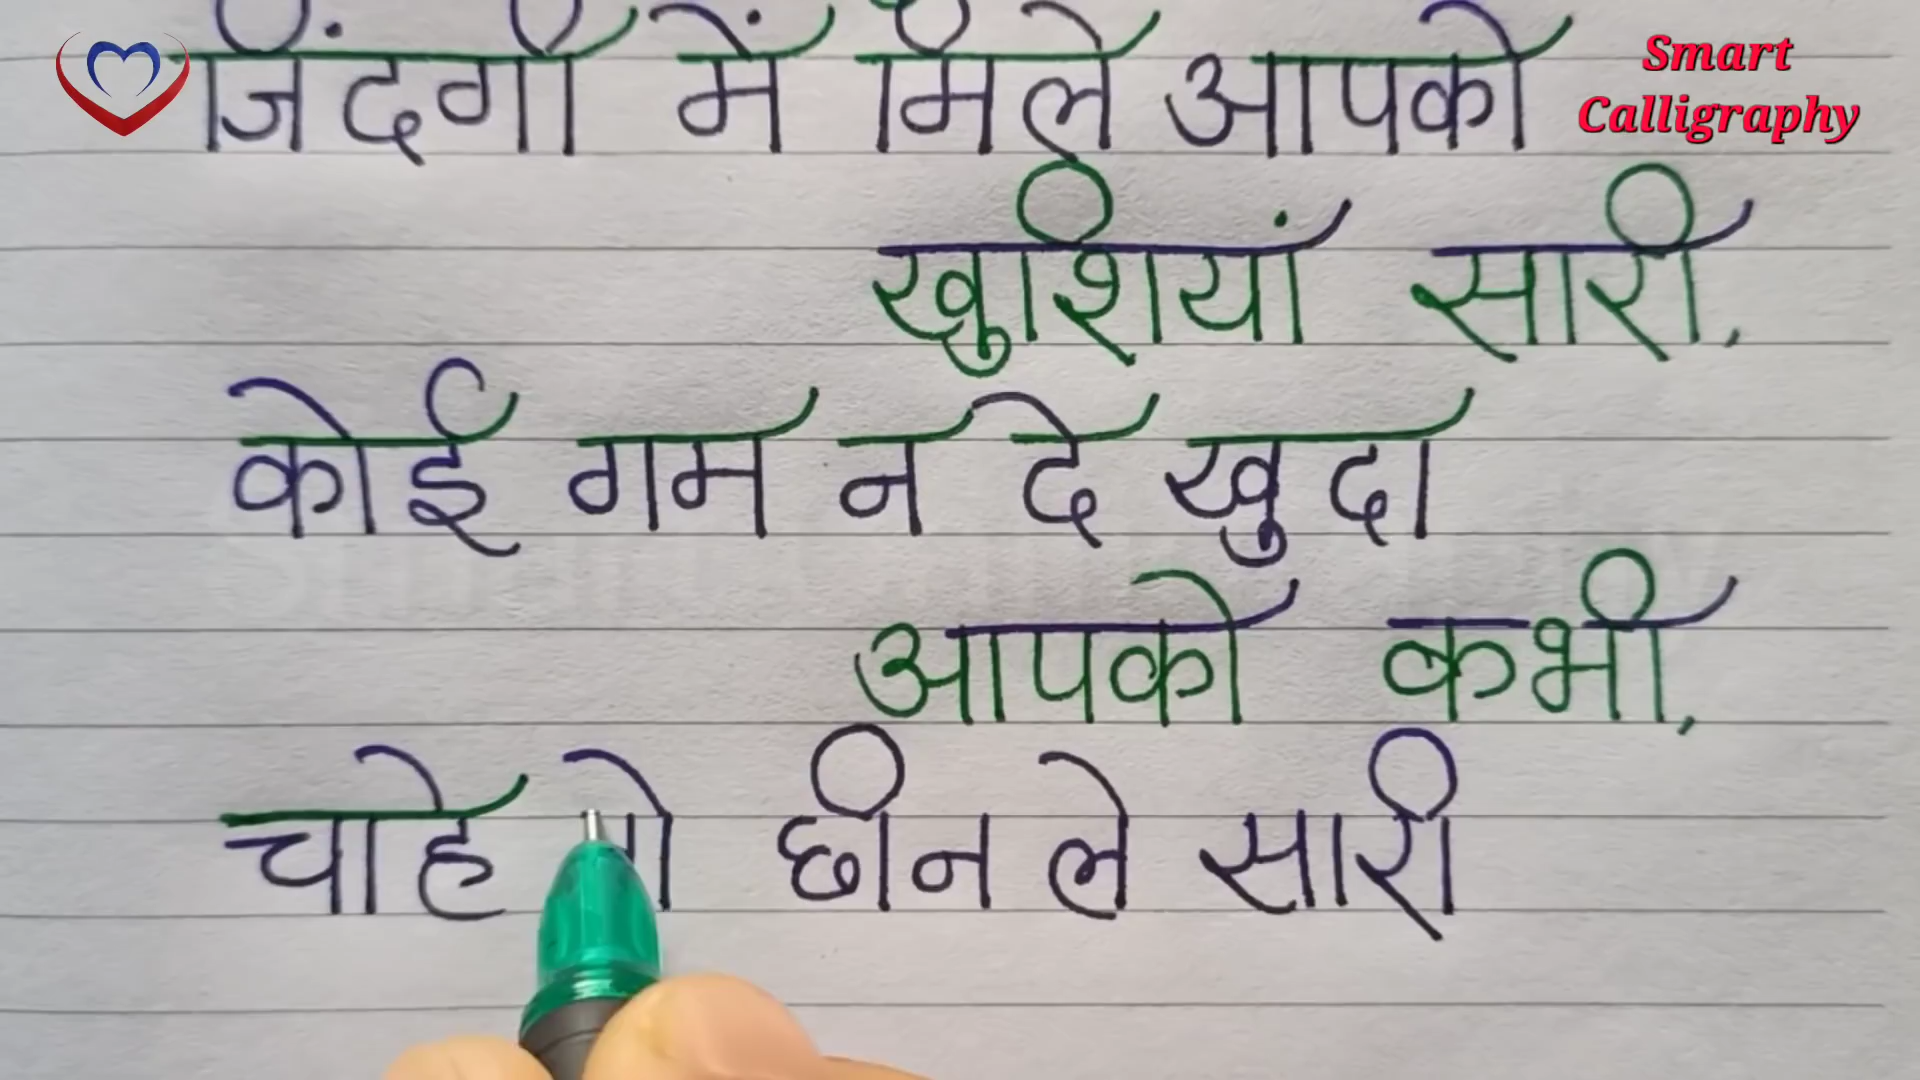 Smart
Calligraphy
जिंदगी में मिले आपको
खुशियां सारी,
कोई गम न दे खुदा
आपको कभी,
चाहे छीन ले सारी